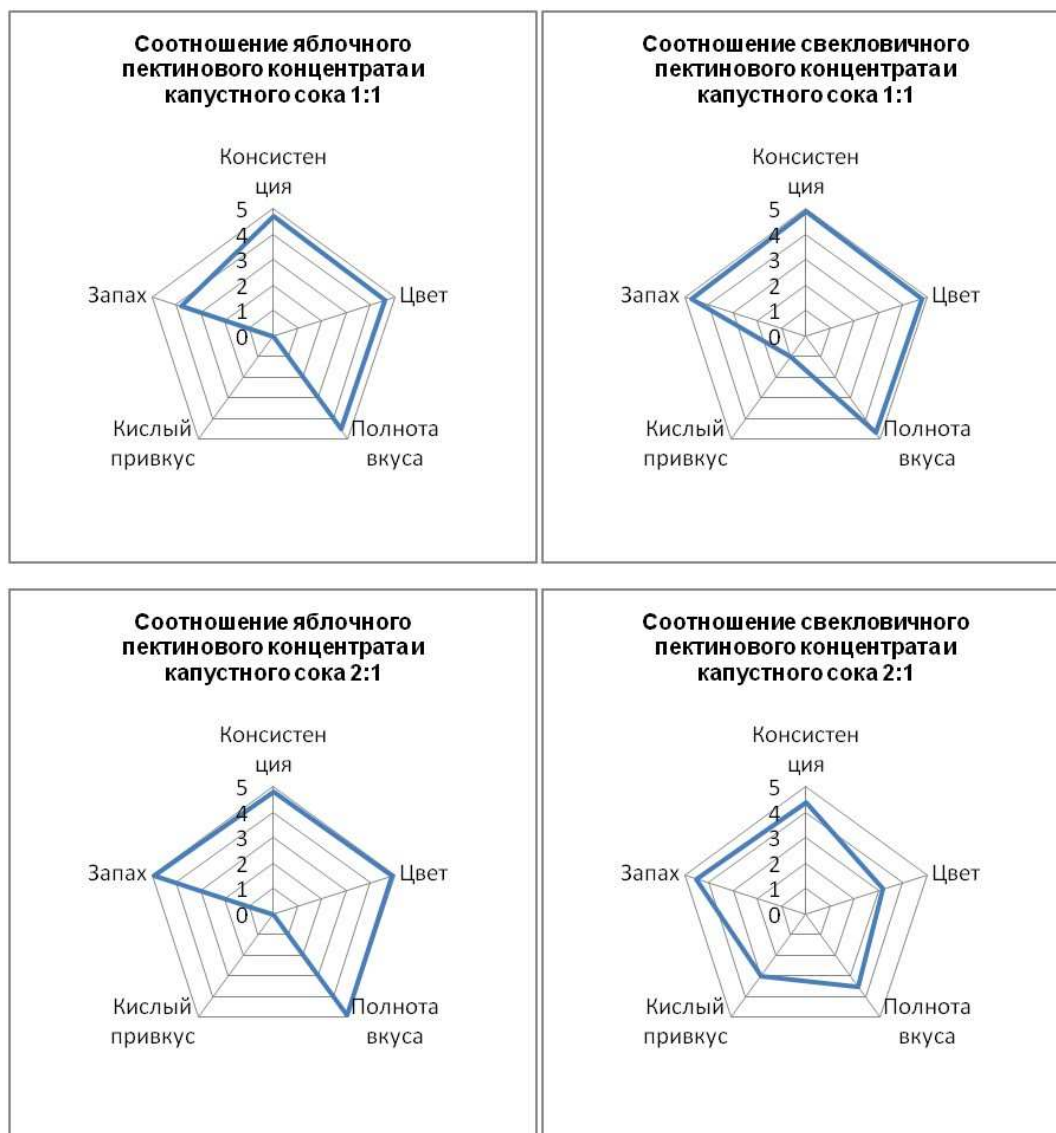 Соотношение яблочного
пектинового концентрата и
капустного сока 1:1
Консистен
ция
5
4
3
2
1
0
Запах
Цвет
Кислый
привкус
Полнота
вкуса
Соотношение свекловичного
пектинового концентрата и
капустного сока 1:1
Консистен
ция
5
4
3
2
1
0
Запах
Цвет
Кислый
привкус
Полнота
вкуса
Соотношение яблочного
пектинового концентрата и
капустного сока 2:1
Консистен
ция
5
4
3
2
1
0
Запах
Цвет
Кислый
привкус
Полнота
вкуса
Соотношение свекловичного
пектинового концентрата и
капустного сока 2:1
Консистен
ция
5
4
3
2
1
0
Запах
Цвет
Кислый
привкус
Полнота
вкуса